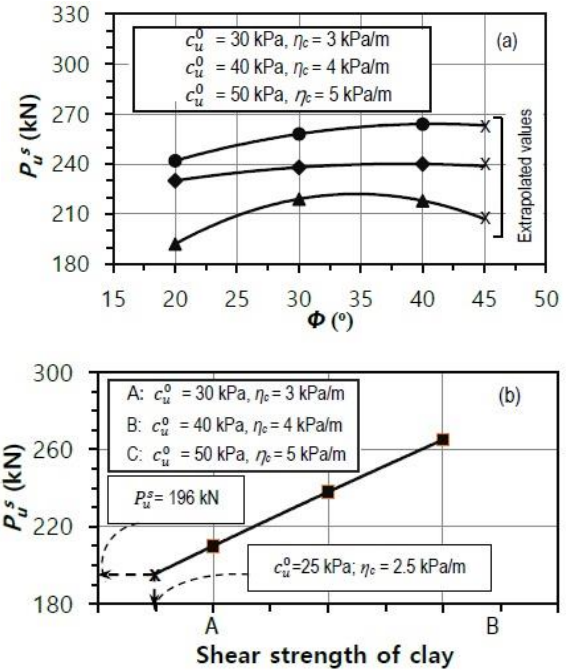 330
300
270
240
210
180
P_u^s (kN)
c_u^0 = 30 kPa, η_c = 3 kPa/m
c_u^0 = 40 kPa, η_c = 4 kPa/m
c_u^0 = 50 kPa, η_c = 5 kPa/m
(a)
Extrapolated values
15 20 25 30 35 40 45 50
Φ (°)
300
260
220
180
P_u^s (kN)
A: c_u^0 = 30 kPa, η_c = 3 kPa/m
B: c_u^0 = 40 kPa, η_c = 4 kPa/m
C: c_u^0 = 50 kPa, η_c = 5 kPa/m
(b)
P_u^s = 196 kN
c_u^0=25 kPa; η_c = 2.5 kPa/m
A B
Shear strength of clay